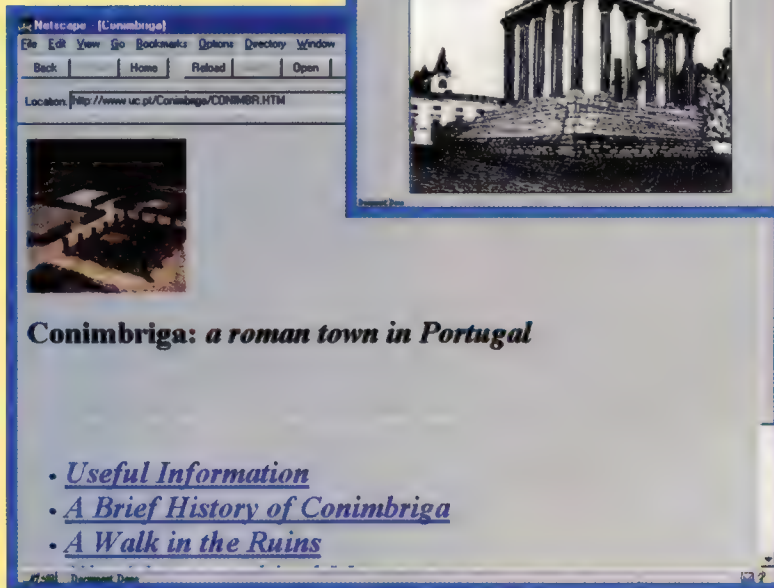 Netscape - [Conimbriga]
File Edit View Go Bookmarks Options Directory Window
Back Home Reload Open
Location: http://www.uc.pt/Conimbriga/CONIMBR.HTM
Document Done
Conimbriga: a roman town in Portugal
• Useful Information
• A Brief History of Conimbriga
• A Walk in the Ruins
Document Done